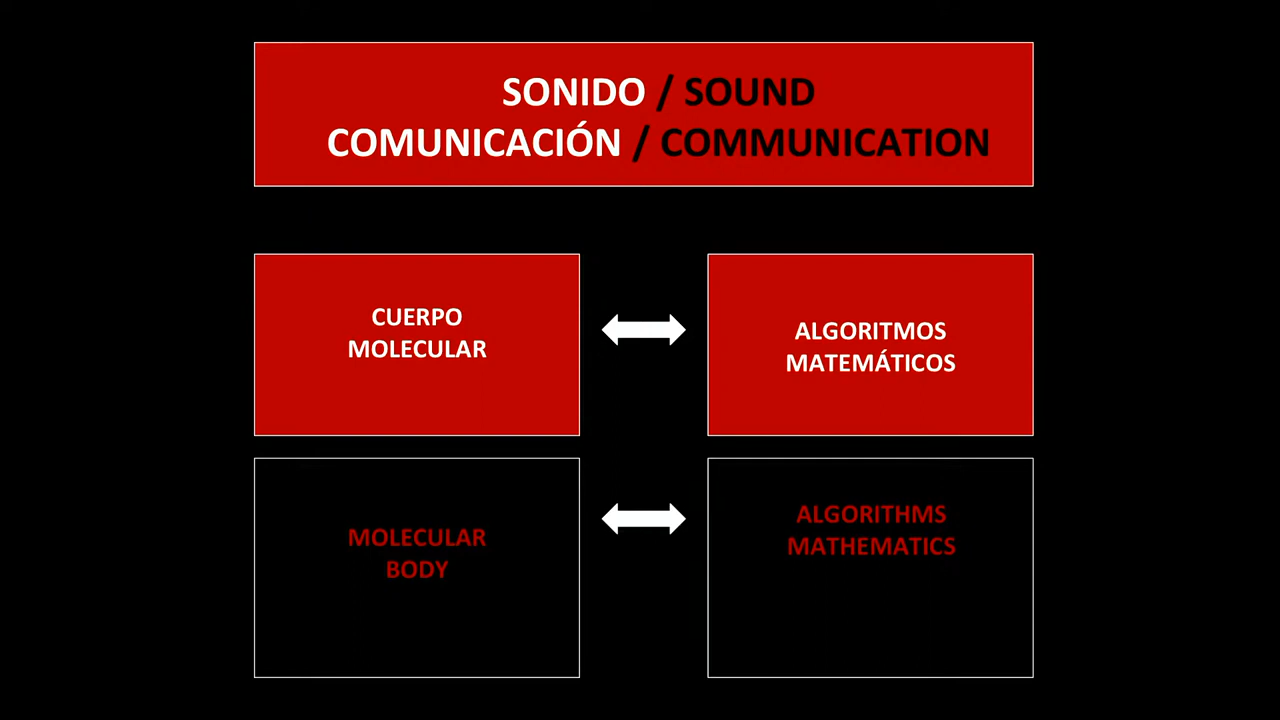 SONIDO / SOUND
COMUNICACIÓN / COMMUNICATION
CUERPO
MOLECULAR
ALGORITMOS
MATEMÁTICOS
MOLECULAR
BODY
ALGORITHMS
MATHEMATICS